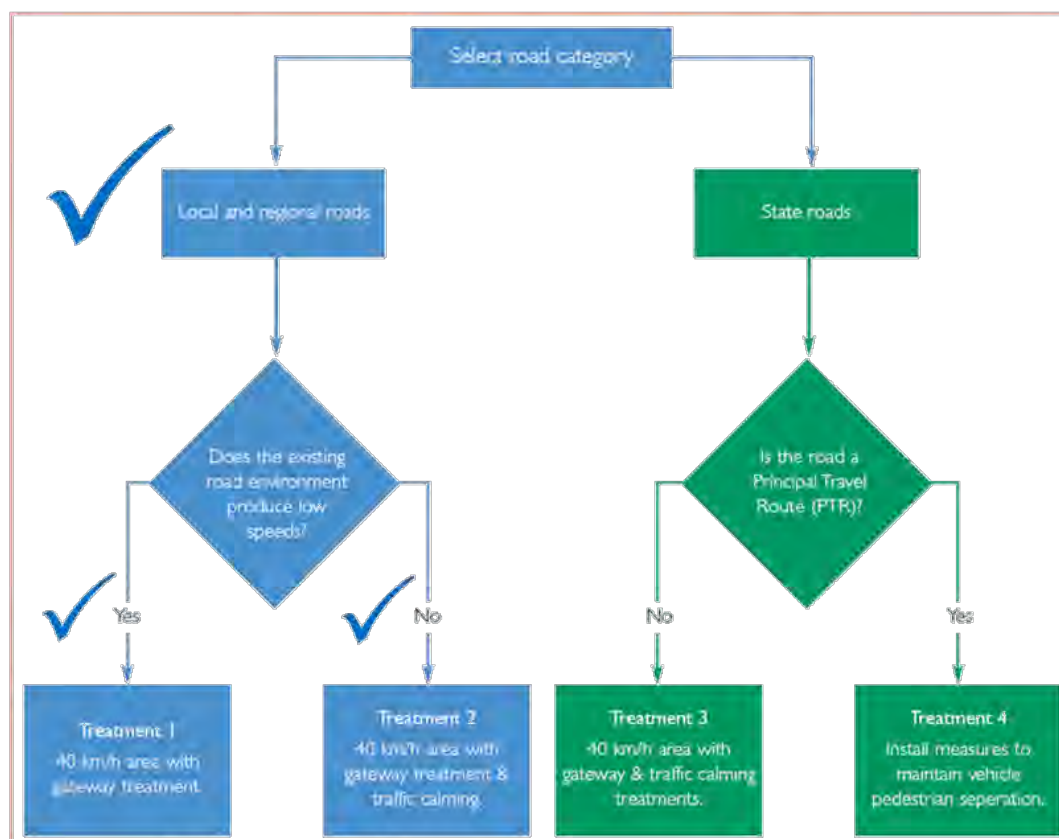 Select road category
Local and regional roads
State roads
Does the existing
road environment
produce low
speeds?
Is the road a
Principal Travel
Route (PTR)?
Yes
No
No
Yes
Treatment 1
40 km/h area with
gateway treatment.
Treatment 2
40 km/h area with
gateway treatment &
traffic calming.
Treatment 3
40 km/h area with
gateway & traffic calming
treatments.
Treatment 4
Install measures to
maintain vehicle
pedestrian seperation.